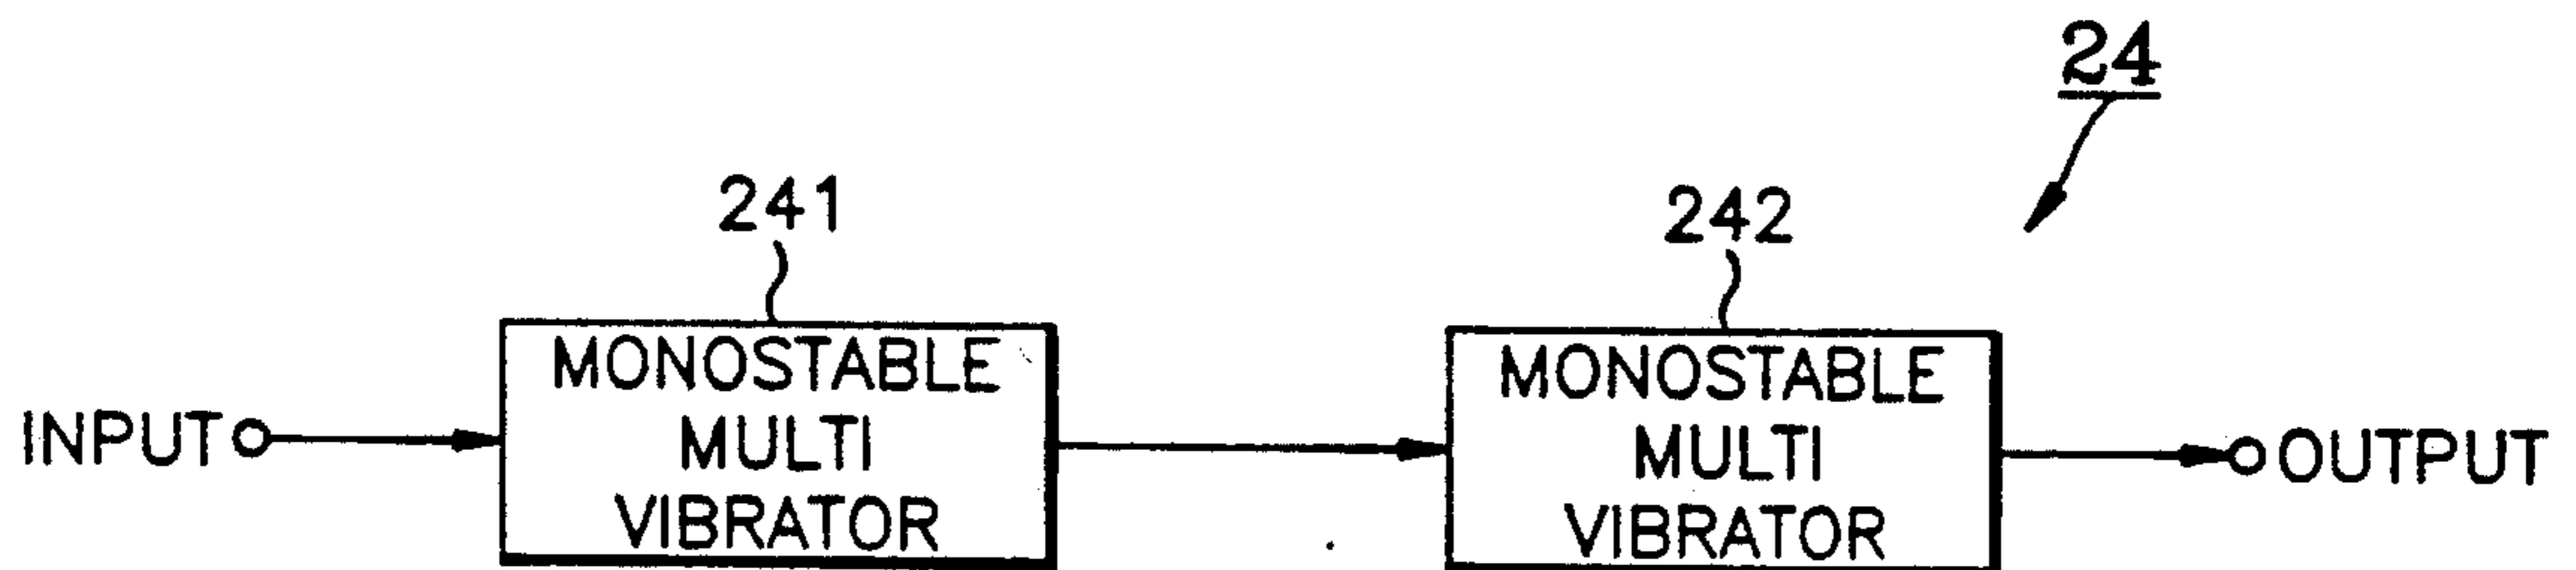 24
241
242
INPUT
MONOSTABLE
MULTI
VIBRATOR
MONOSTABLE
MULTI
VIBRATOR
OUTPUT